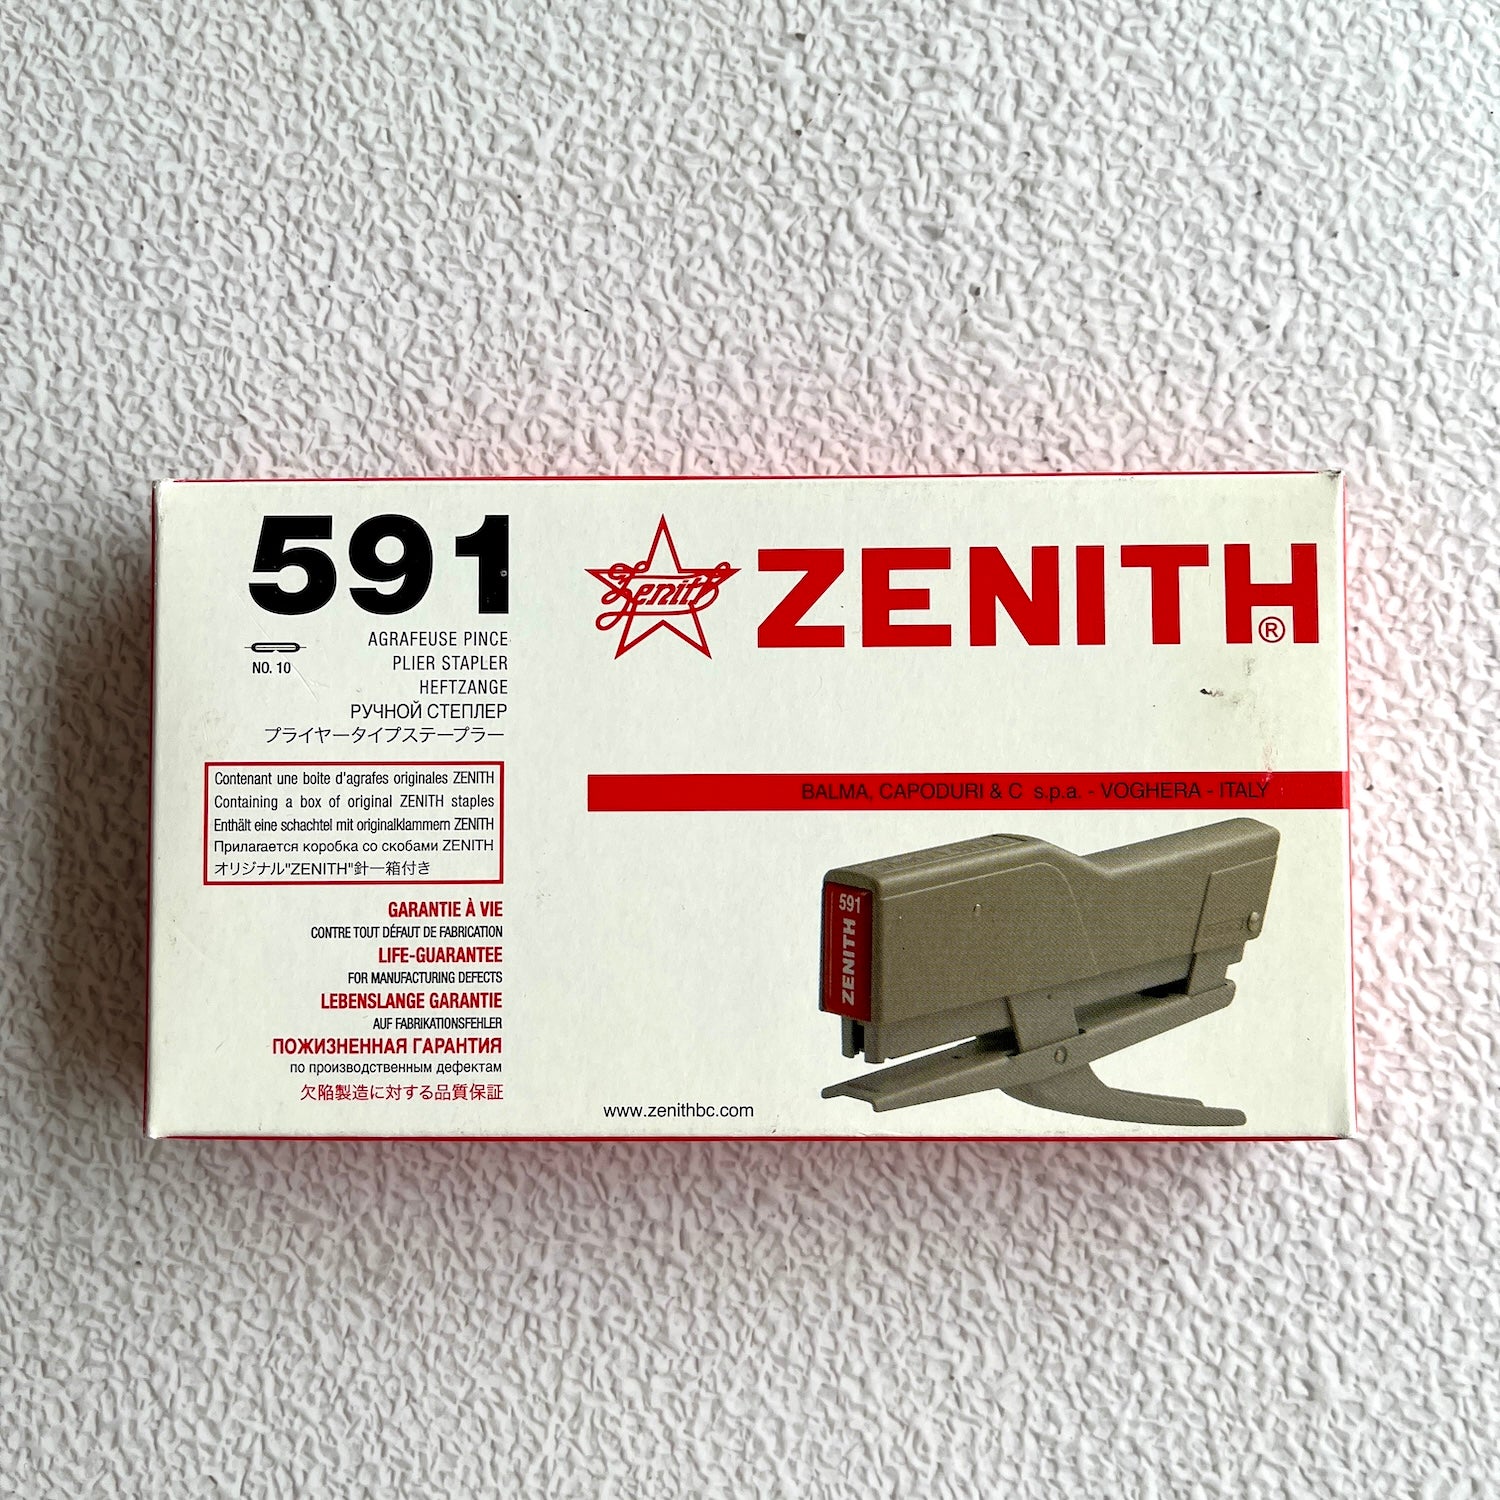 591
NO. 10
AGRAFEUSE PINCE
PLIER STAPLER
HEFTZANGE
РУЧНОЙ СТЕПЛЕР
プライヤータイプステープラー
Contenant une boite d'agrafes originales ZENITH
Containing a box of original ZENITH staples
Enthält eine schachtel mit originalklammern ZENITH
Прилагается коробка со скобами ZENITH
オリジナル"ZENITH"針一箱付き
GARANTIE À VIE
CONTRE TOUT DÉFAUT DE FABRICATION
LIFE-GUARANTEE
FOR MANUFACTURING DEFECTS
LEBENSLANGE GARANTIE
AUF FABRIKATIONSFEHLER
ПОЖИЗНЕННАЯ ГАРАНТИЯ
по производственным дефектам
欠陥製造に対する品質保証
Zenith
ZENITH®
BALMA, CAPODURI & C s.p.a. - VOGHERA - ITALY
591
ZENITH
www.zenithbc.com